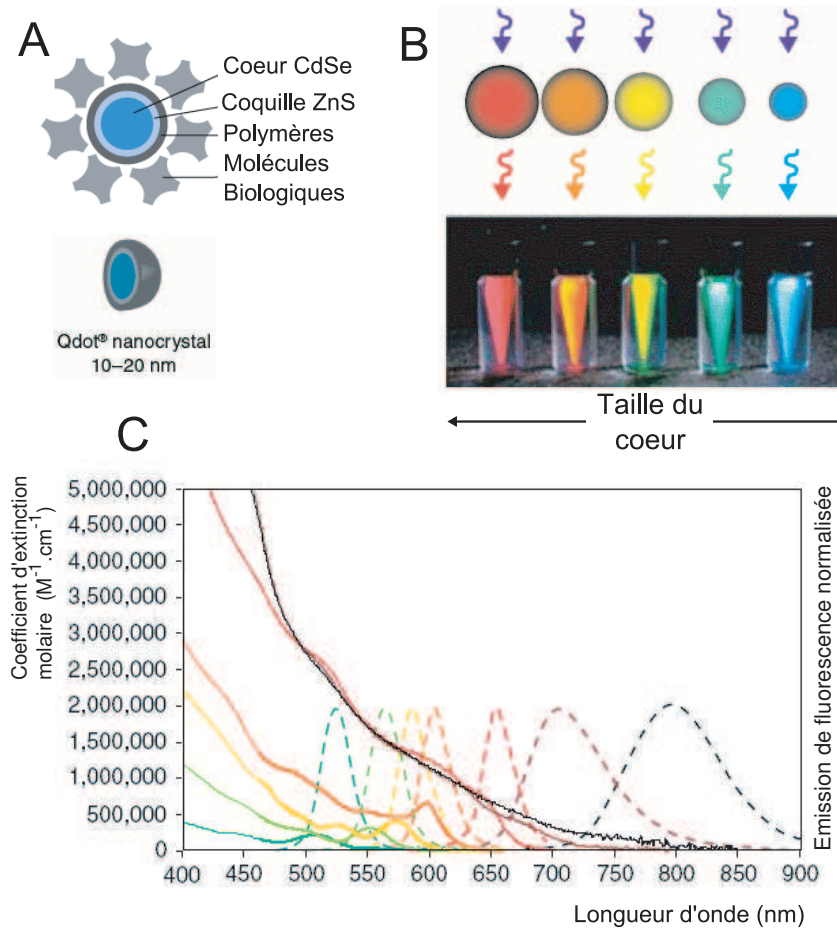 A
Coeur CdSe
Coquille ZnS
Polymères
Molécules
Biologiques
Qdot® nanocrystal
10–20 nm
B
Taille du
coeur
C
Coefficient d'extinction
molaire (M⁻¹.cm⁻¹)
5,000,000
4,500,000
4,000,000
3,500,000
3,000,000
2,500,000
2,000,000
1,500,000
1,000,000
500,000
0
400
450
500
550
600
650
700
750
800
850
900
Emission de fluorescence normalisée
Longueur d'onde (nm)